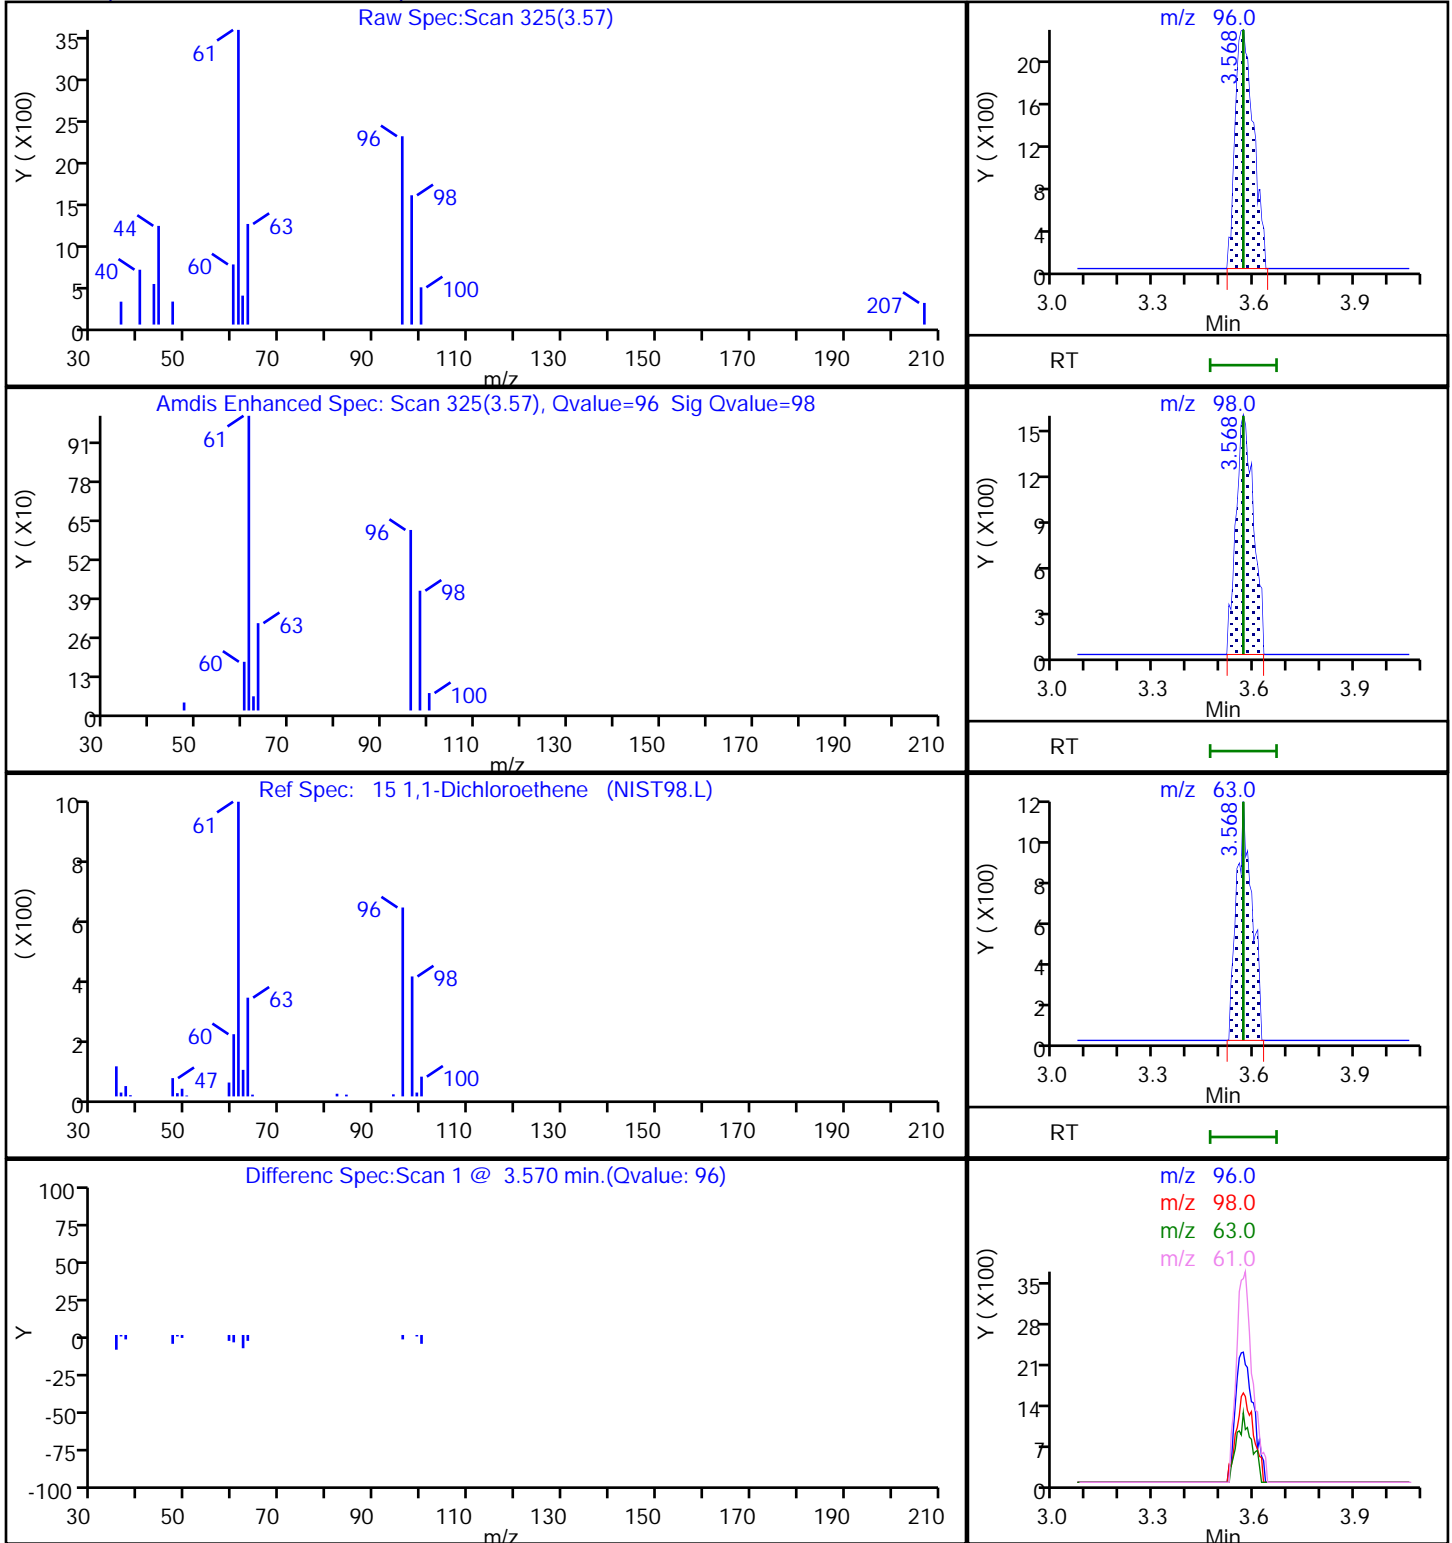 Raw Spec:Scan 325(3.57)
Y ( X100)
35
30
25
20
15
10
5
0
61
96
98
44
63
40
60
100
207
30 50 70 90 110 130 150 170 190 210
m/z
m/z 96.0
Y ( X100)
20
16
12
8
4
0
3.568
3.0 3.3 3.6 3.9
Min
RT
Amdis Enhanced Spec: Scan 325(3.57), Qvalue=96 Sig Qvalue=98
Y ( X10)
91
78
65
52
39
26
13
0
61
96
98
63
60
100
30 50 70 90 110 130 150 170 190 210
m/z
m/z 98.0
Y ( X100)
15
12
9
6
3
0
3.568
3.0 3.3 3.6 3.9
Min
RT
Ref Spec: 15 1,1-Dichloroethene (NIST98.L)
( X100)
10
8
6
4
2
0
61
96
98
63
60
47
100
30 50 70 90 110 130 150 170 190 210
m/z 63.0
Y ( X100)
12
10
8
6
4
2
0
3.568
3.0 3.3 3.6 3.9
Min
RT
Differenc Spec:Scan 1 @ 3.570 min.(Qvalue: 96)
Y
100
75
50
25
0
-25
-50
-75
-100
30 50 70 90 110 130 150 170 190 210
m/z
m/z 96.0
m/z 98.0
m/z 63.0
m/z 61.0
Y ( X100)
35
28
21
14
7
0
3.0 3.3 3.6 3.9
Min